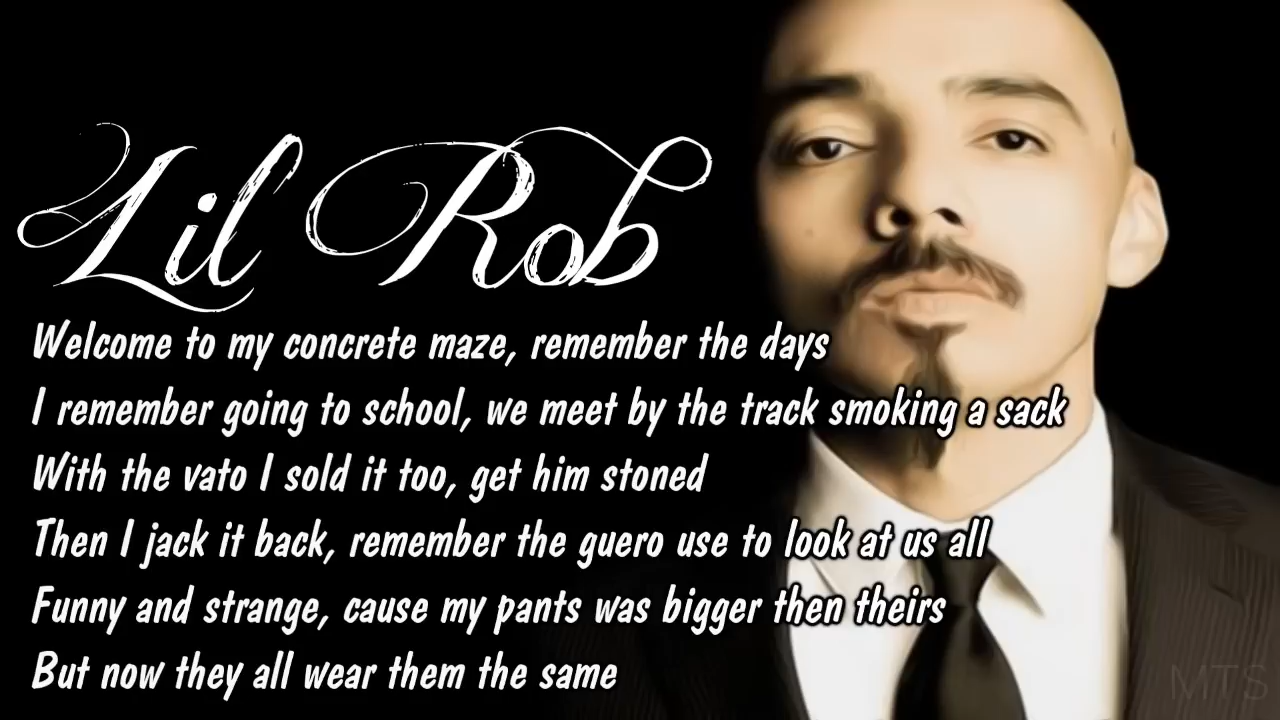 Lil Rob
Welcome to my concrete maze, remember the days
I remember going to school, we meet by the track smoking a sack
With the vato I sold it too, get him stoned
Then I jack it back, remember the guero use to look at us all
Funny and strange, cause my pants was bigger then theirs
But now they all wear them the same
MTS